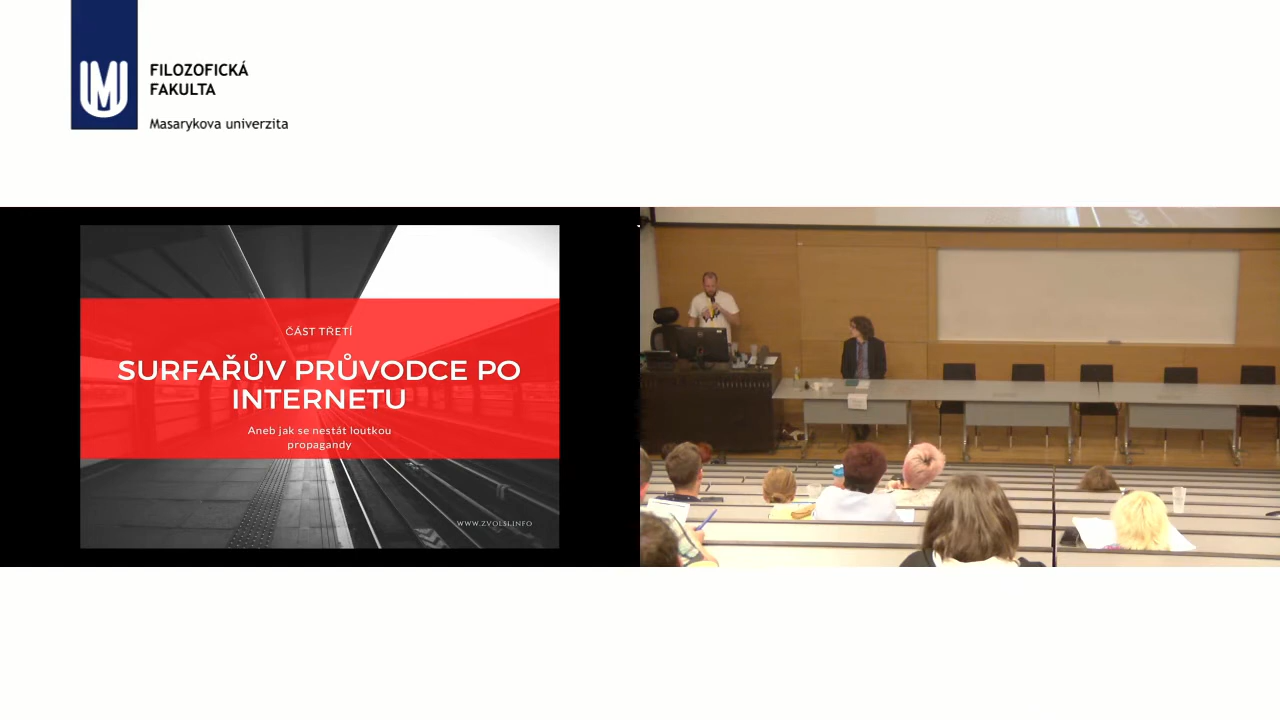 FILOZOFICKÁ
FAKULTA
Masarykova univerzita
ČÁST TŘETÍ
SURFAŘŮV PRŮVODCE PO
INTERNETU
Aneb jak se nestát loutkou
propagandy
WWW.ZVOLSI.INFO